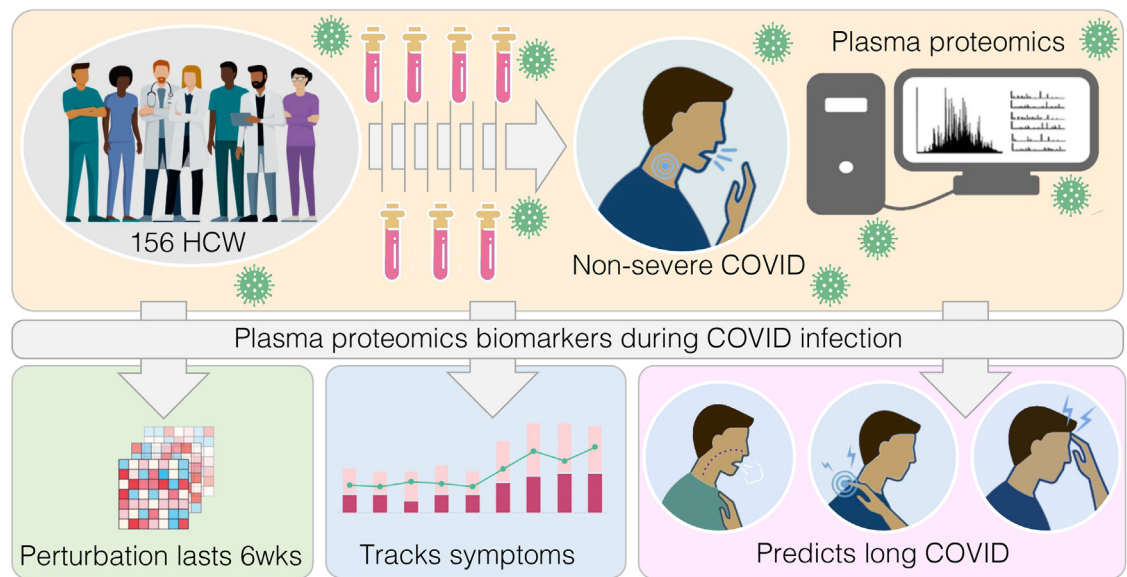 Plasma proteomics
156 HCW
Non-severe COVID
Plasma proteomics biomarkers during COVID infection
Perturbation lasts 6wks
Tracks symptoms
Predicts long COVID